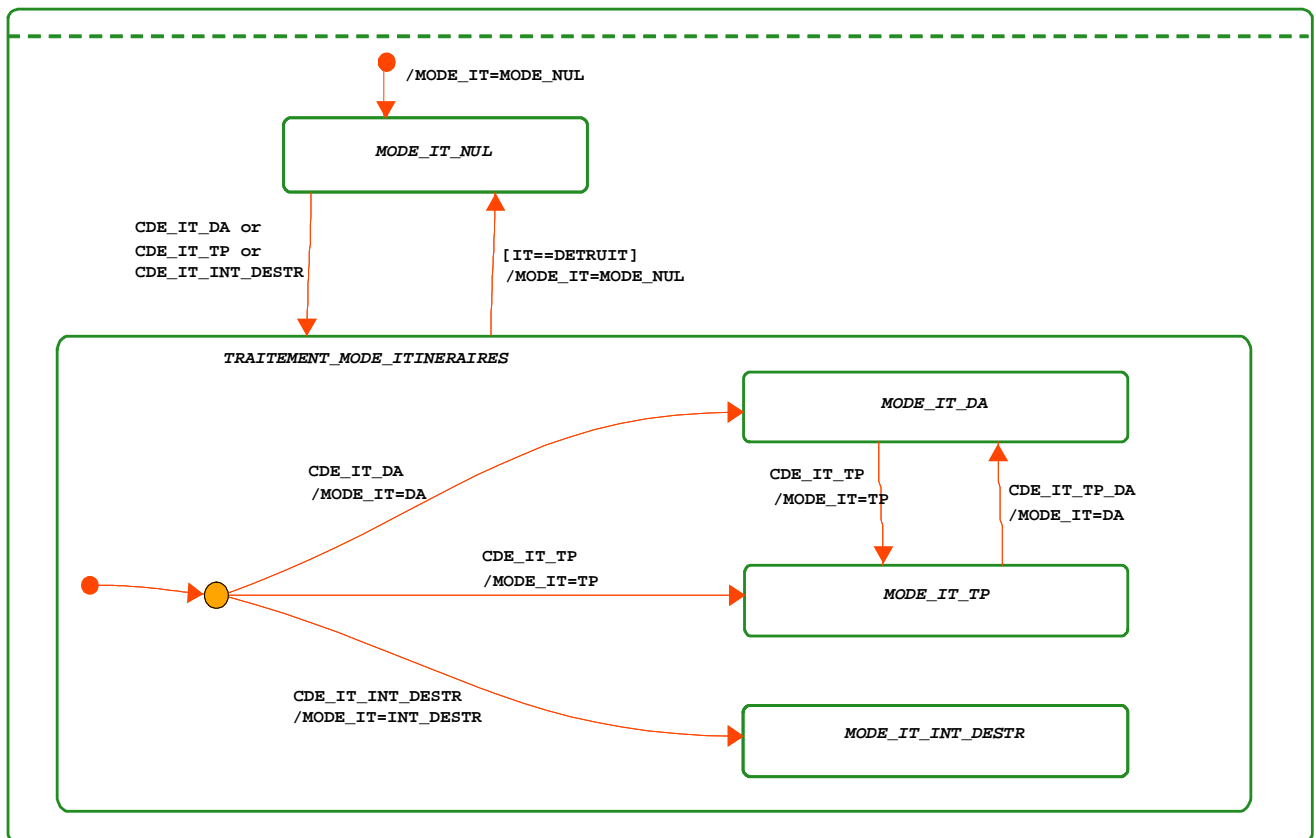 /MODE_IT=MODE_NUL
MODE_IT_NUL
CDE_IT_DA or
CDE_IT_TP or
CDE_IT_INT_DESTR
[IT==DETRUIT]
/MODE_IT=MODE_NUL
TRAITEMENT_MODE_ITINERAIRES
MODE_IT_DA
CDE_IT_DA
/MODE_IT=DA
CDE_IT_TP
/MODE_IT=TP
CDE_IT_TP_DA
/MODE_IT=DA
CDE_IT_TP
/MODE_IT=TP
MODE_IT_TP
CDE_IT_INT_DESTR
/MODE_IT=INT_DESTR
MODE_IT_INT_DESTR